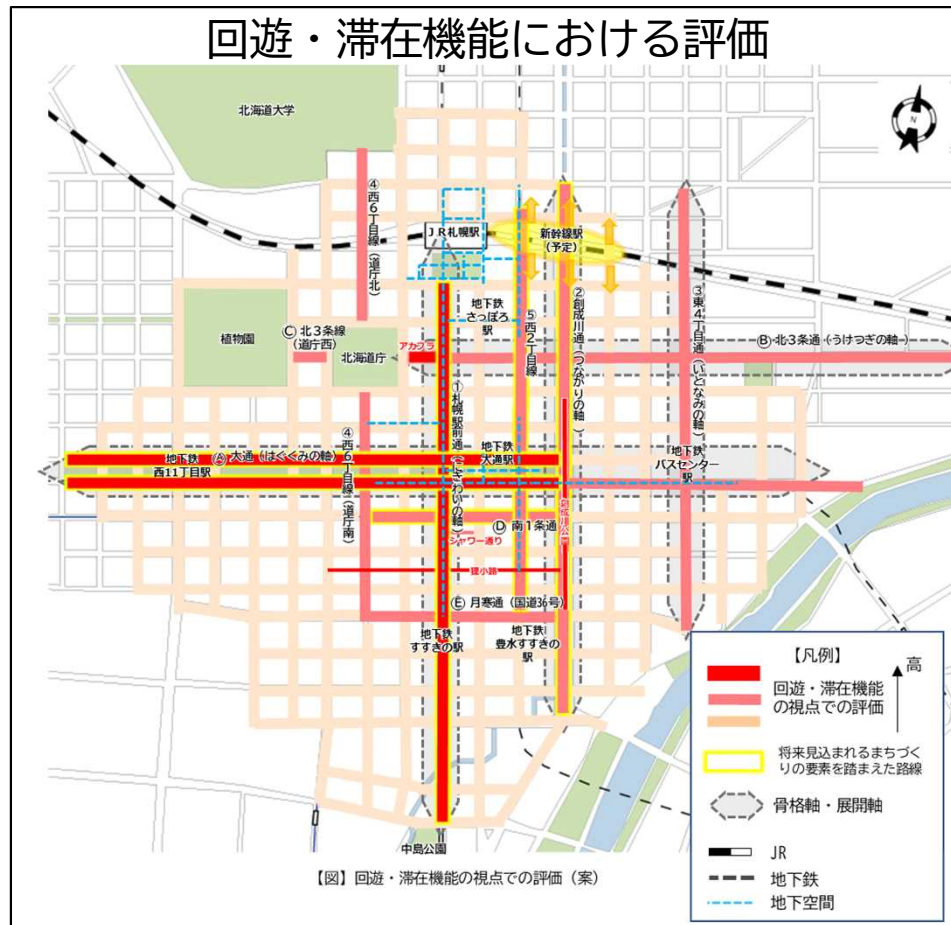 回遊・滞在機能における評価
北海道大学
N
④西6丁目線（道庁北）
JR札幌駅
新幹線駅
（予定）
地下鉄
さっぽろ
駅
⑤西2丁目線
②創成川通（つながりの軸）
③東4丁目通（いとなみの軸）
植物園
Ⓒ北3条線
（道庁西）
北海道庁
アカプラ
Ⓑ北3条通（うけつぎの軸）
①札幌駅前通（にぎわいの軸）
④西6丁目線（道庁南）
地下鉄
西11丁目駅
Ⓐ大通（はぐくみの軸）
地下鉄
大通駅
地下鉄
バスセンター
駅
創成川公園
Ⓓ南1条通
シャワー通り
狸小路
Ⓔ月寒通（国道36号）
地下鉄
すすきの駅
地下鉄
豊水すすきの
駅
中島公園
【凡例】
高
回遊・滞在機能
の視点での評価
将来見込まれるまちづく
りの要素を踏まえた路線
骨格軸・展開軸
JR
地下鉄
地下空間
【図】回遊・滞在機能の視点での評価（案）